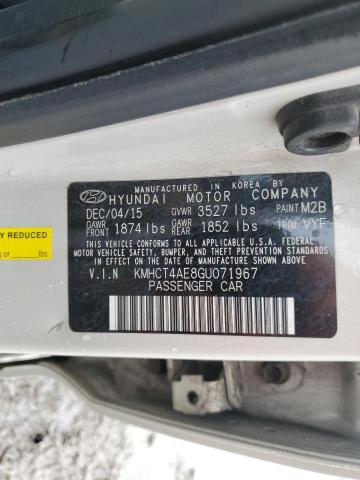 MANUFACTURED IN KOREA BY
HYUNDAI MOTOR COMPANY
DEC/04/15 GVWR 3527 lbs PAINT M2B
GAWR FRONT 1874 lbs GAWR REAR 1852 lbs TRIM VYF
THIS VEHICLE CONFORMS TO ALL APPLICABLE U.S. FEDERAL MOTOR
VEHICLE SAFETY, BUMPER, AND THEFT PREVENTION STANDARDS
IN EFFECT ON THE DATE OF MANUFACTURE SHOWN ABOVE.
V.I.N KMHCT4AE8GU071967
PASSENGER CAR
Y REDUCED
lbs